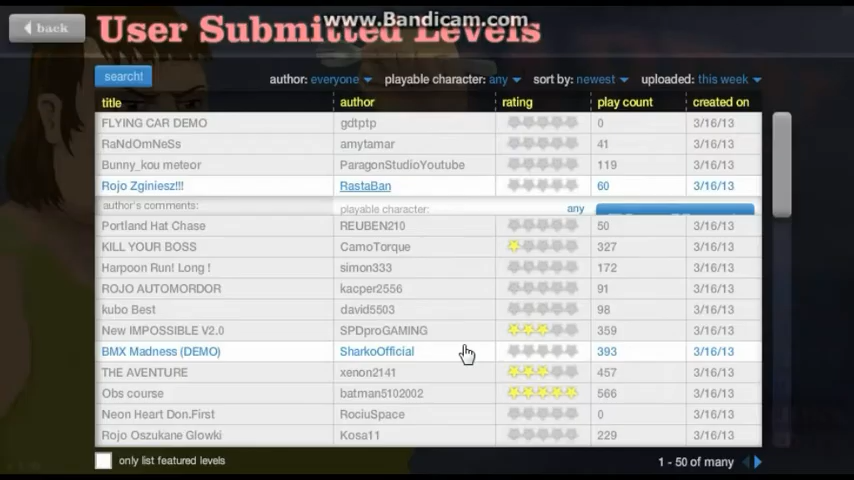 www.Bandicam.com
back
User Submitted Levels
search!
author: everyone playable character: any sort by: newest uploaded: this week
title author rating play count created on
FLYING CAR DEMO gdtptp 0 3/16/13
RaNdOmNeSs amytamar 41 3/16/13
Bunny_kou meteor ParagonStudioYoutube 119 3/16/13
Rojo Zginiesz!!! RastaBan 60 3/16/13
author's comments: playable character: any
Portland Hat Chase REUBEN210 50 3/16/13
KILL YOUR BOSS CamoTorque 327 3/16/13
Harpoon Run! Long ! simon333 172 3/16/13
ROJO AUTOMORDOR kacper2556 91 3/16/13
kubo Best david5503 98 3/16/13
New IMPOSSIBLE V2.0 SPDproGAMING 359 3/16/13
BMX Madness (DEMO) SharkoOfficial 393 3/16/13
THE AVENTURE xenon2141 457 3/16/13
Obs course batman5102002 566 3/16/13
Neon Heart Don.First RociuSpace 0 3/16/13
Rojo Oszukane Glowki Kosa11 229 3/16/13
only list featured levels 1 - 50 of many